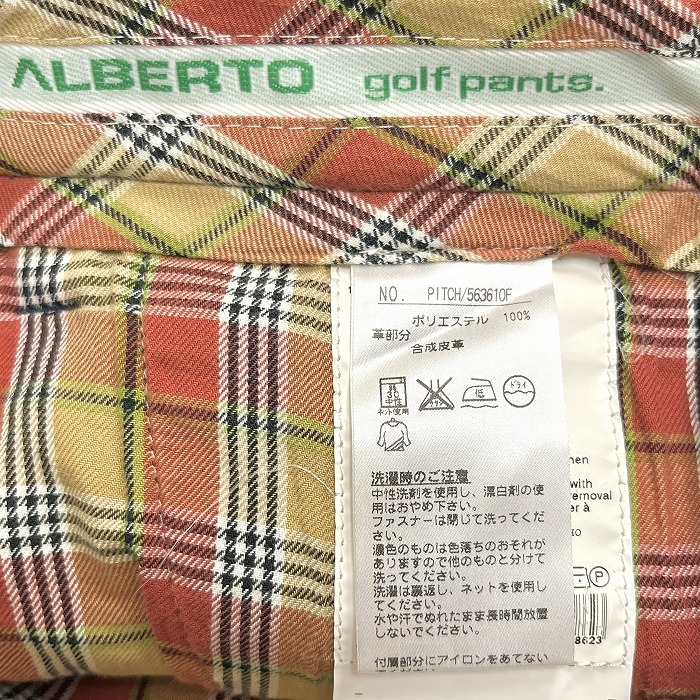 ALBERTO golf pants.
NO. PITCH/563610F
ポリエステル 100%
革部分
合成皮革
中性
ネット使用
低
ドライ
洗濯時のご注意
中性洗剤を使用し、漂白剤の使
用はおやめ下さい。
ファスナーは閉じて洗ってくだ
さい。
濃色のものは色落ちのおそれが
ありますので他のものと分けて
洗ってください。
洗濯は裏返し、ネットを使用し
てください。
水や汗でぬれたまま長時間放置
しないでください。
付属部分にアイロンをあてない
with
removal
er à
P
8623